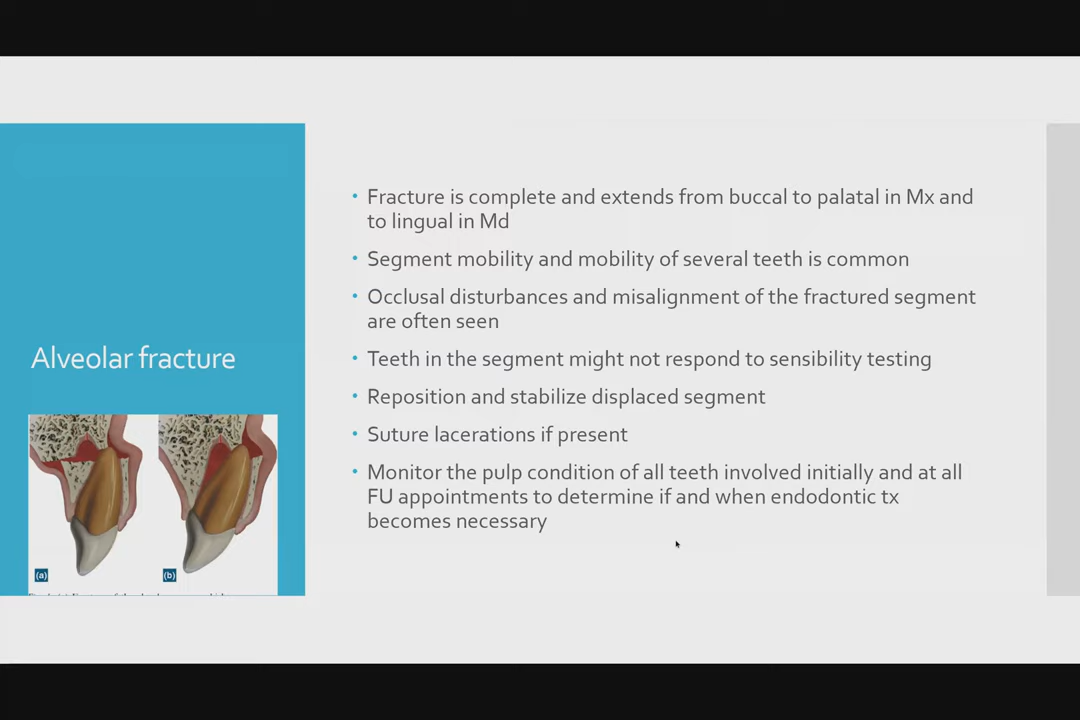 Alveolar fracture
(a)
(b)
Fracture is complete and extends from buccal to palatal in Mx and
to lingual in Md
Segment mobility and mobility of several teeth is common
Occlusal disturbances and misalignment of the fractured segment
are often seen
Teeth in the segment might not respond to sensibility testing
Reposition and stabilize displaced segment
Suture lacerations if present
Monitor the pulp condition of all teeth involved initially and at all
FU appointments to determine if and when endodontic tx
becomes necessary